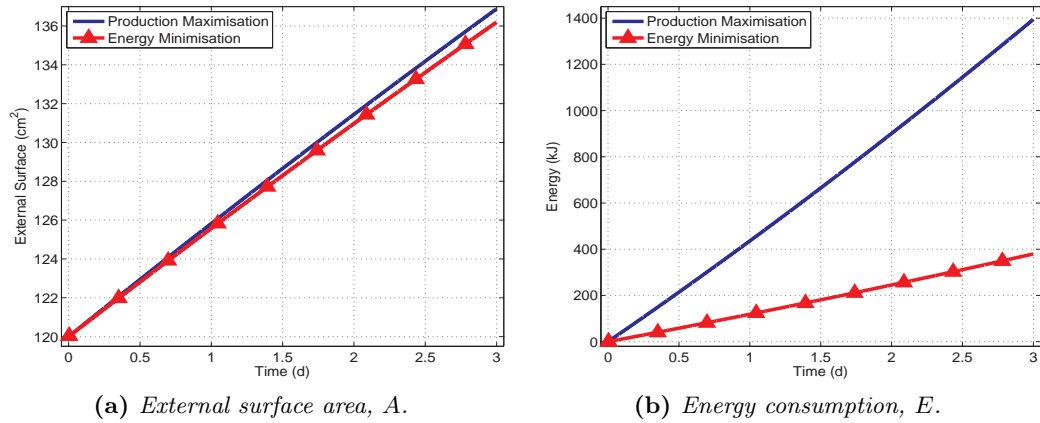 136
134
132
130
128
126
124
122
120
External Surface (cm²)
Production Maximisation
Energy Minimisation
0 0.5 1 1.5 2 2.5 3
Time (d)
(a) External surface area, A.
1400
1200
1000
800
600
400
200
0
Energy (kJ)
Production Maximisation
Energy Minimisation
0 0.5 1 1.5 2 2.5 3
Time (d)
(b) Energy consumption, E.